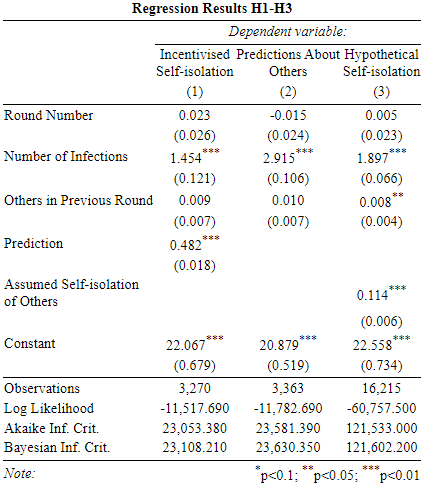 Regression Results H1-H3
Dependent variable:
Incentivised Predictions About Hypothetical
Self-isolation Others Self-isolation
(1) (2) (3)
Round Number 0.023 -0.015 0.005
(0.026) (0.024) (0.023)
Number of Infections 1.454*** 2.915*** 1.897***
(0.121) (0.106) (0.066)
Others in Previous Round 0.009 0.010 0.008**
(0.007) (0.007) (0.004)
Prediction 0.482***
(0.018)
Assumed Self-isolation
of Others 0.114***
(0.006)
Constant 22.067*** 20.879*** 22.558***
(0.679) (0.519) (0.734)
Observations 3,270 3,363 16,215
Log Likelihood -11,517.690 -11,782.690 -60,757.500
Akaike Inf. Crit. 23,053.380 23,581.390 121,533.000
Bayesian Inf. Crit. 23,108.210 23,630.350 121,602.200
Note: *p<0.1; **p<0.05; ***p<0.01